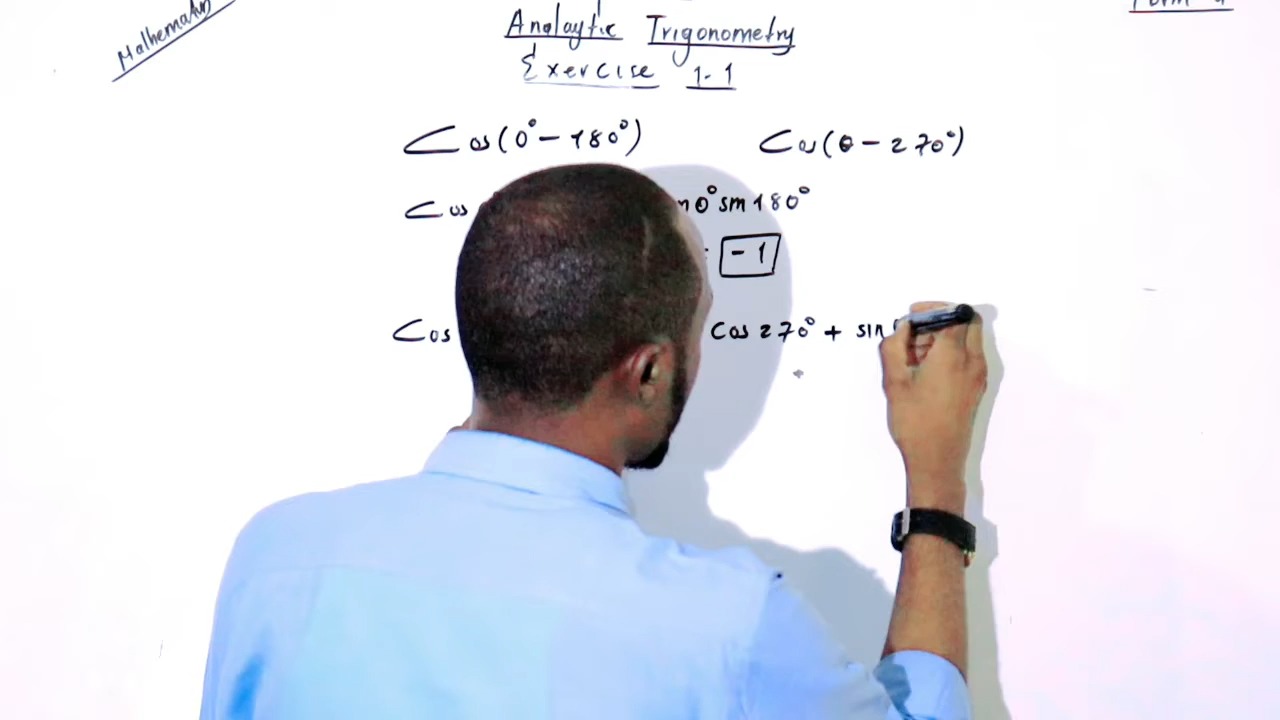 Mathematics
Analaytic Trigonometry
Exercise 1.1
Cos(0°-180°) Cos(θ-270°)
Cos 0° sin 180°
-1
Cos Cos 270° + sin